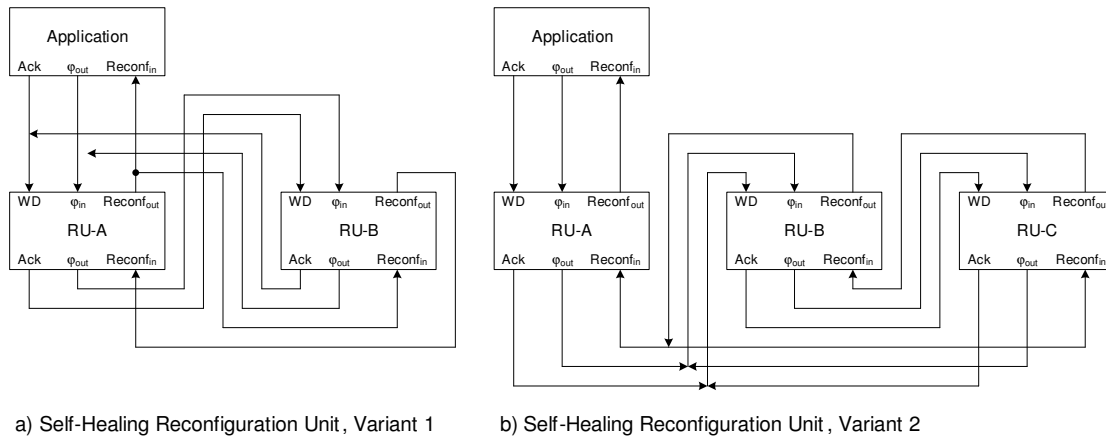 Application
Ack φout Reconfin
WD φin Reconfout
RU-A
Ack φout Reconfin
WD φin Reconfout
RU-B
Ack φout Reconfin
a) Self-Healing Reconfiguration Unit, Variant 1
Application
Ack φout Reconfin
WD φin Reconfout
RU-A
Ack φout Reconfin
WD φin Reconfout
RU-B
Ack φout Reconfin
WD φin Reconfout
RU-C
Ack φout Reconfin
b) Self-Healing Reconfiguration Unit, Variant 2